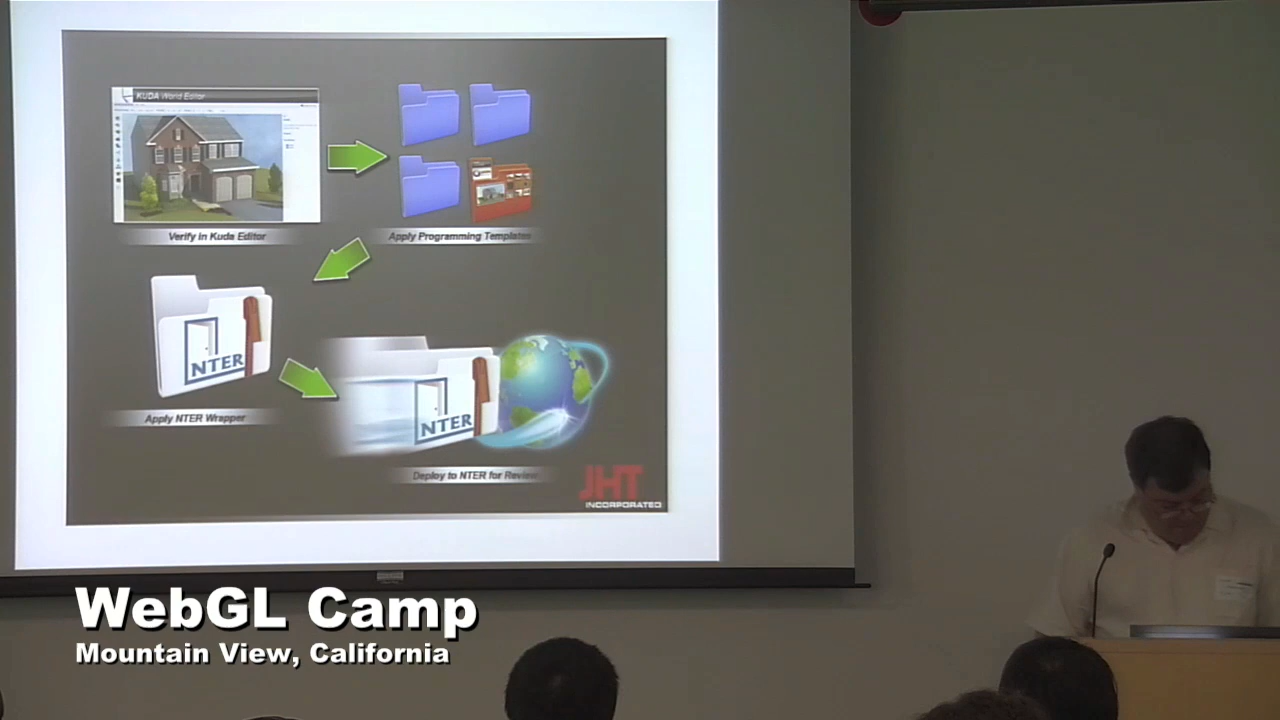 KUDA World Editor
Verify in Kuda Editor
Apply Programming Templates
NTER
Apply NTER Wrapper
NTER
Deploy to NTER for Review
JHT
INCORPORATED
WebGL Camp
Mountain View, California